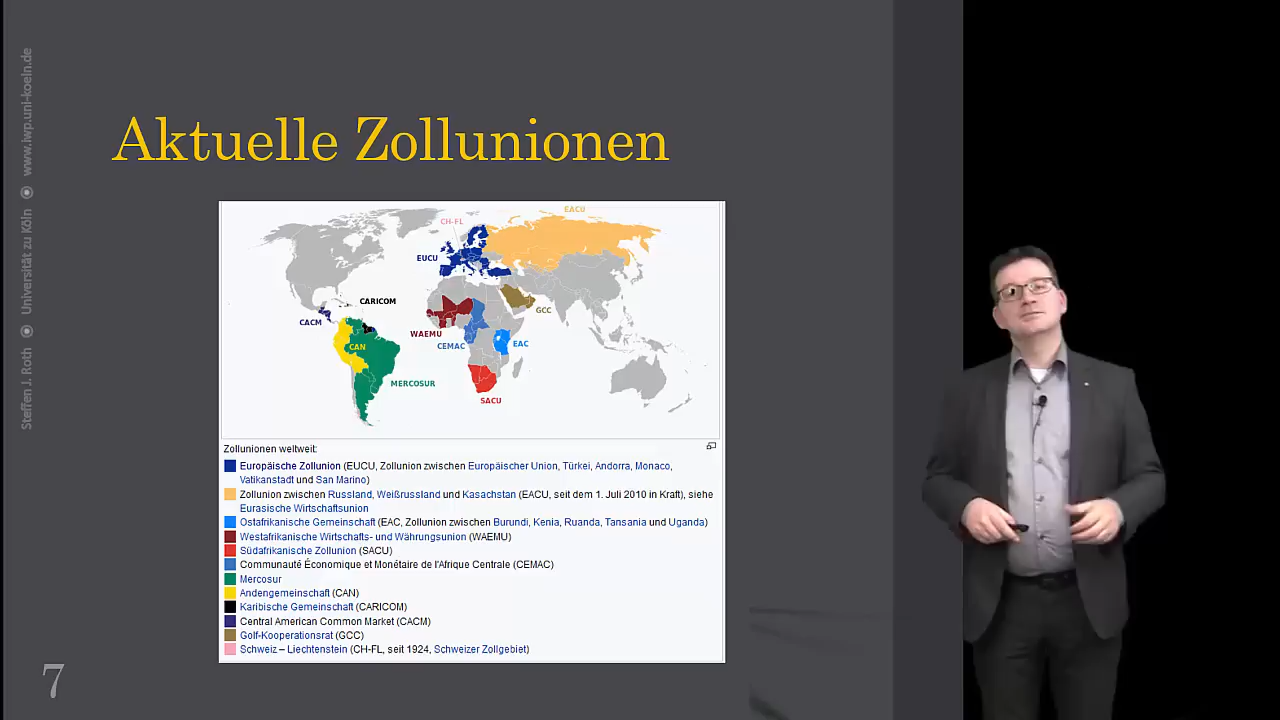 Aktuelle Zollunionen
EACU
CH-FL
EUCU
CARICOM
GCC
CACM
WAEMU
CEMAC
EAC
CAN
MERCOSUR
SACU
Zollunionen weltweit:
Europäische Zollunion (EUCU, Zollunion zwischen Europäischer Union, Türkei, Andorra, Monaco,
Vatikanstadt und San Marino)
Zollunion zwischen Russland, Weißrussland und Kasachstan (EACU, seit dem 1. Juli 2010 in Kraft), siehe
Eurasische Wirtschaftsunion
Ostafrikanische Gemeinschaft (EAC, Zollunion zwischen Burundi, Kenia, Ruanda, Tansania und Uganda)
Westafrikanische Wirtschafts- und Währungsunion (WAEMU)
Südafrikanische Zollunion (SACU)
Communauté Économique et Monétaire de l'Afrique Centrale (CEMAC)
Mercosur
Andengemeinschaft (CAN)
Karibische Gemeinschaft (CARICOM)
Central American Common Market (CACM)
Golf-Kooperationsrat (GCC)
Schweiz – Liechtenstein (CH-FL, seit 1924, Schweizer Zollgebiet)
Steffen J. Roth ◉ Universität zu Köln ◉ www.iwp.uni-koeln.de
7